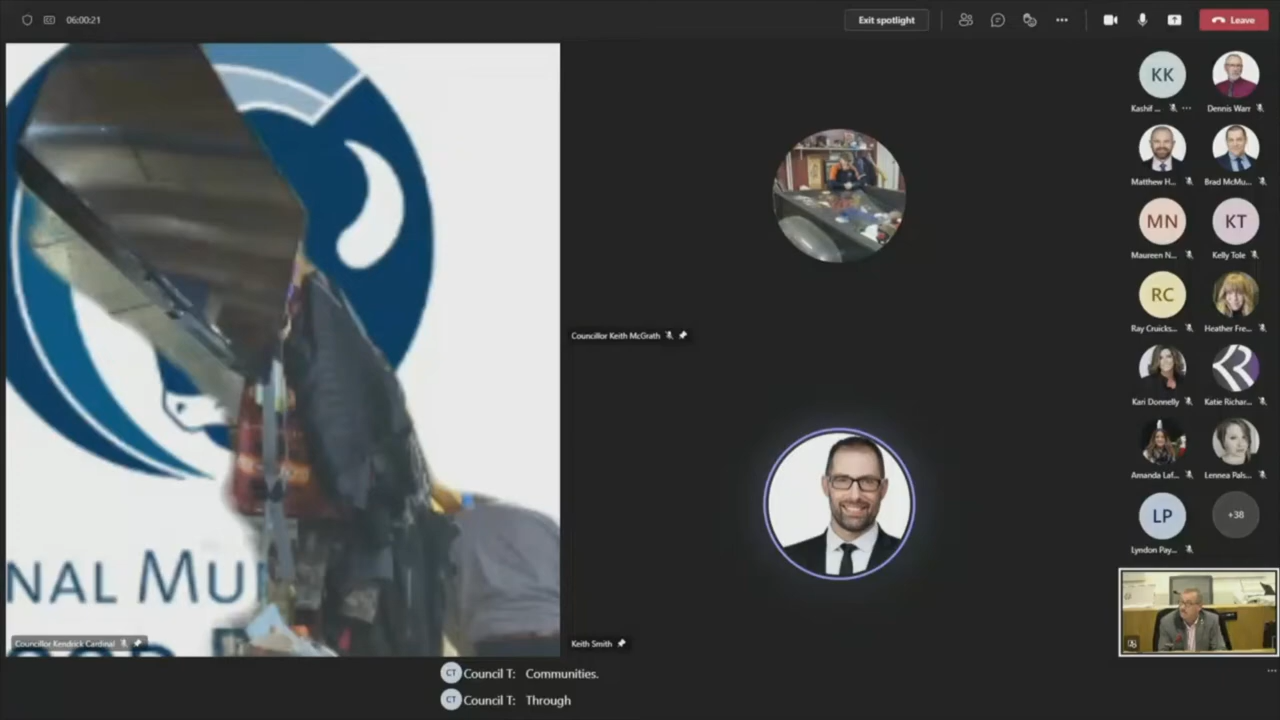 06:00:21
Exit spotlight
Leave
KK
Kashif ...
Dennis Warr
Matthew H...
Brad McMu...
MN
KT
Maureen N...
Kelly Tole
RC
Ray Cruicks...
Heather Fre...
Councillor Keith McGrath
Kari Donnelly
Katie Richar...
Amanda Laf...
Lennea Pals...
LP
+38
Lyndon Pay...
NAL MU
Councillor Kendrick Cardinal
Keith Smith
CT Council T: Communities.
CT Council T: Through